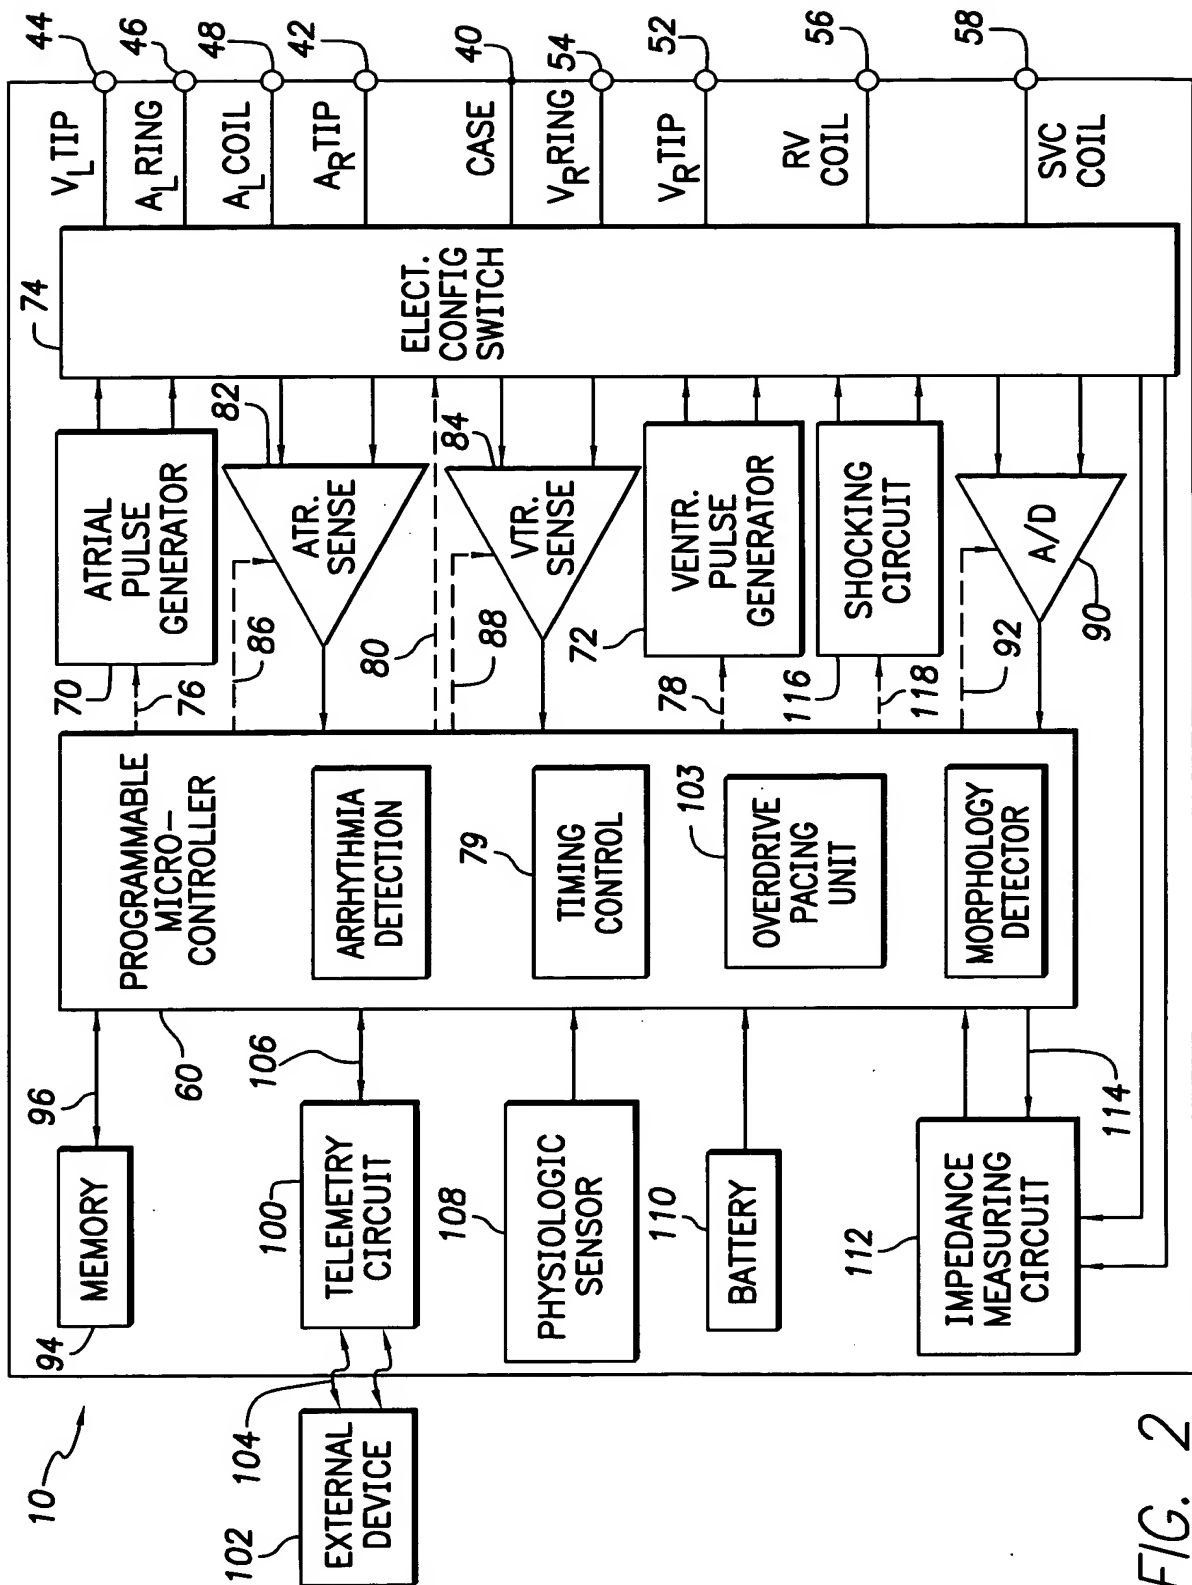 10
44
V_L TIP
46
A_L RING
48
A_L COIL
42
A_R TIP
40
CASE
54
V_R RING
52
V_R TIP
56
RV
COIL
58
SVC
COIL
74
ELECT.
CONFIG
SWITCH
ATRIAL
PULSE
GENERATOR
70
76
82
ATR.
SENSE
86
80
84
VTR.
SENSE
88
VENTR.
PULSE
GENERATOR
72
78
SHOCKING
CIRCUIT
116
118
A/D
90
92
PROGRAMMABLE
MICRO-
CONTROLLER
60
ARRHYTHMIA
DETECTION
79
TIMING
CONTROL
103
OVERDRIVE
PACING
UNIT
MORPHOLOGY
DETECTOR
96
MEMORY
94
106
100
TELEMETRY
CIRCUIT
104
102
EXTERNAL
DEVICE
108
PHYSIOLOGIC
SENSOR
110
BATTERY
112
IMPEDANCE
MEASURING
CIRCUIT
114
FIG. 2